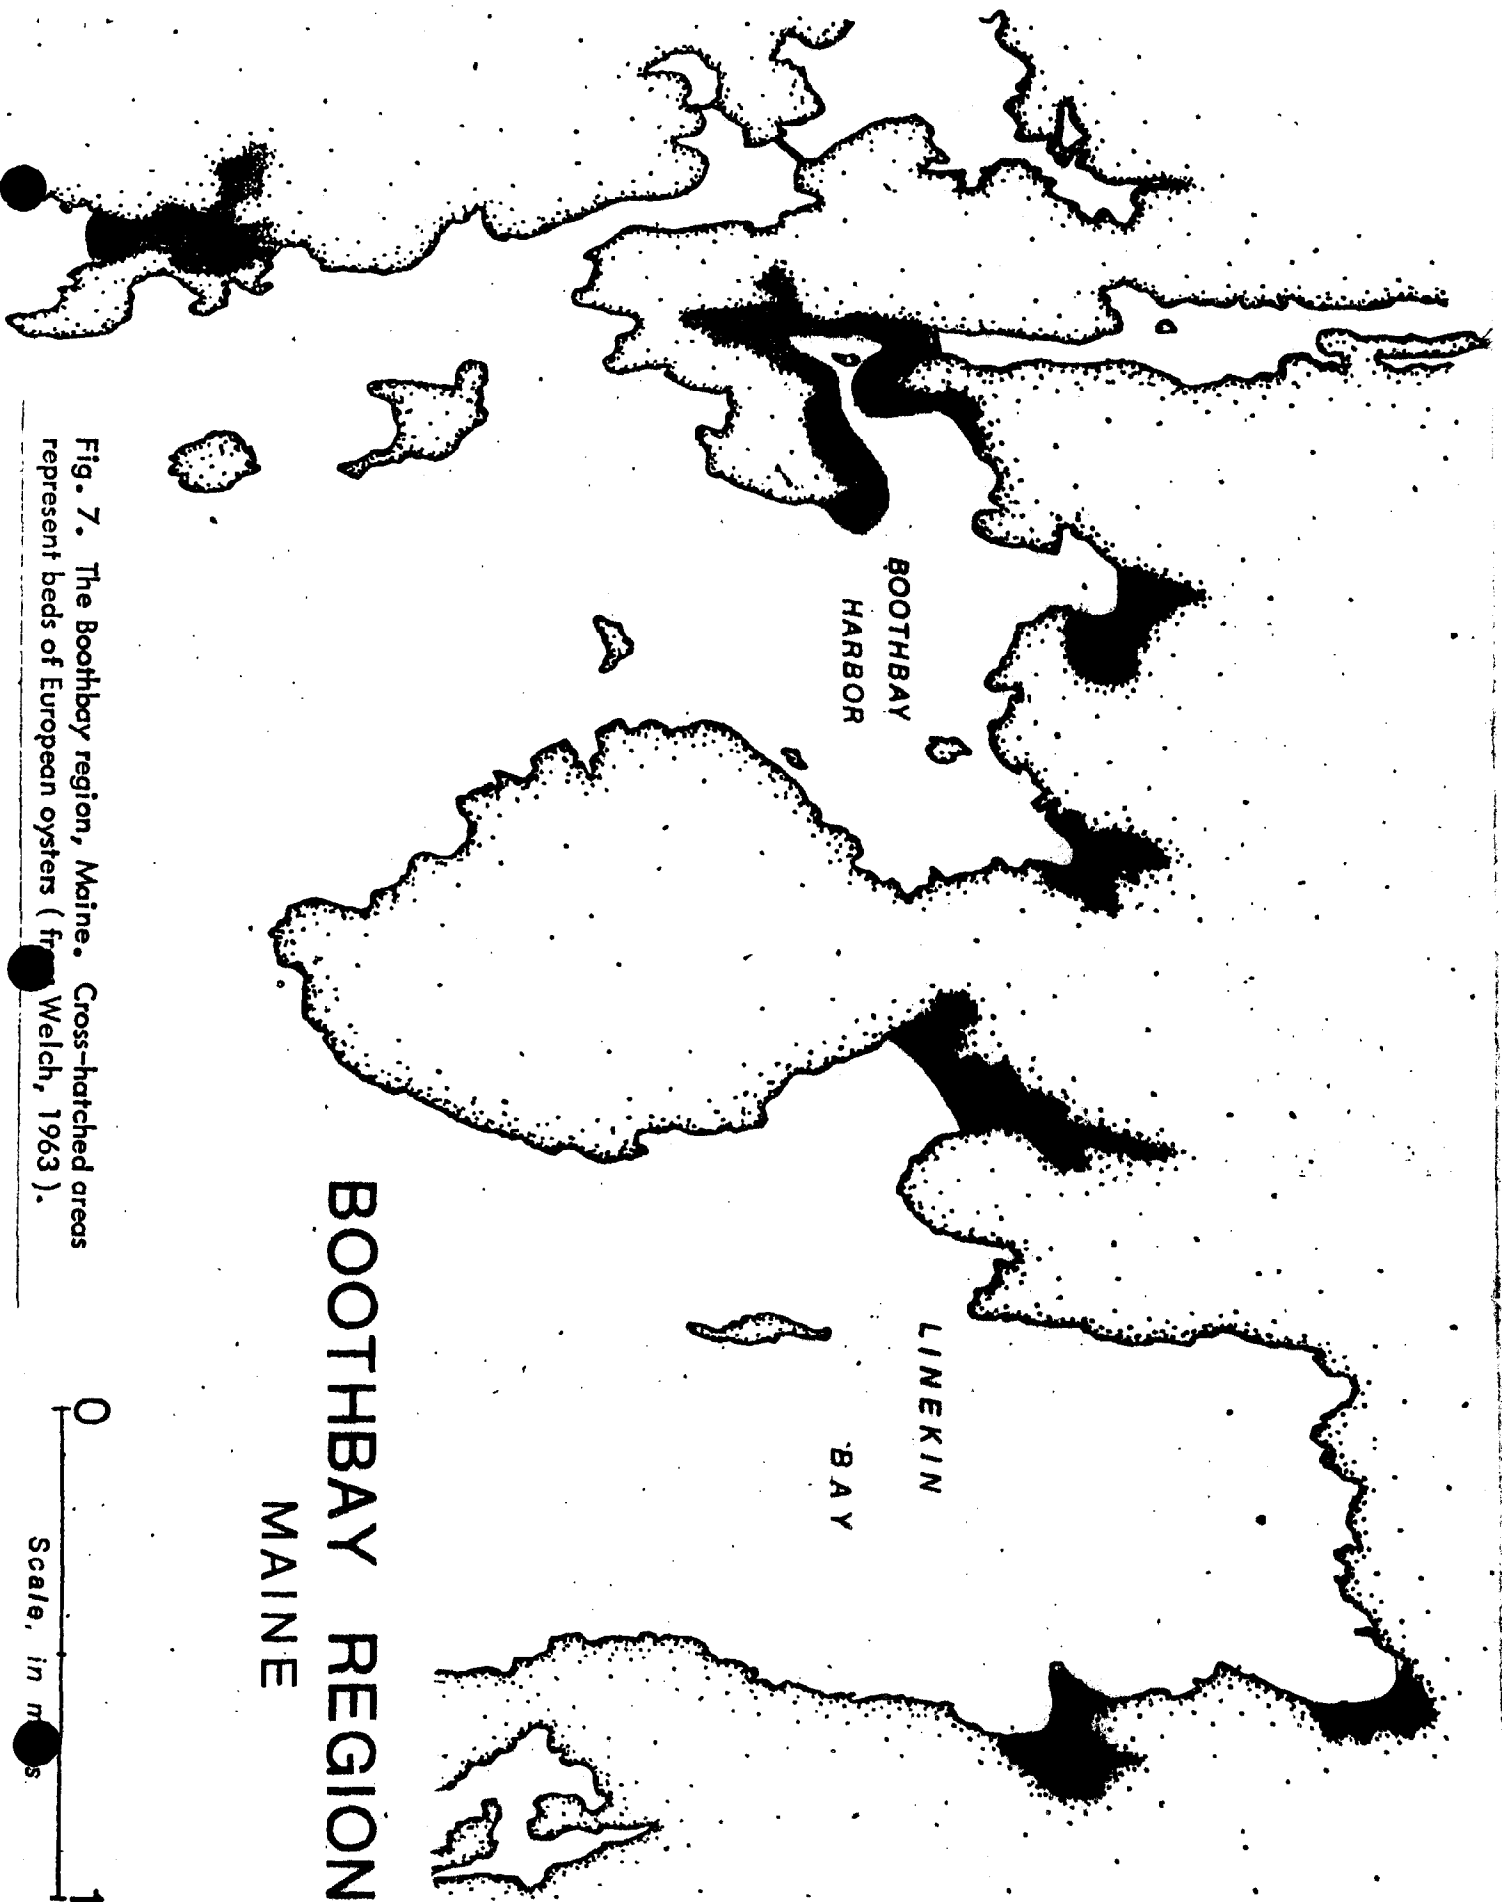 BOOTHBAY
HARBOR
LINEKIN
BAY
BOOTHBAY REGION
MAINE
0 1
Scale, in
Fig. 7. The Boothbay region, Maine. Cross-hatched areas
represent beds of European oysters ( Welch, 1963 ).